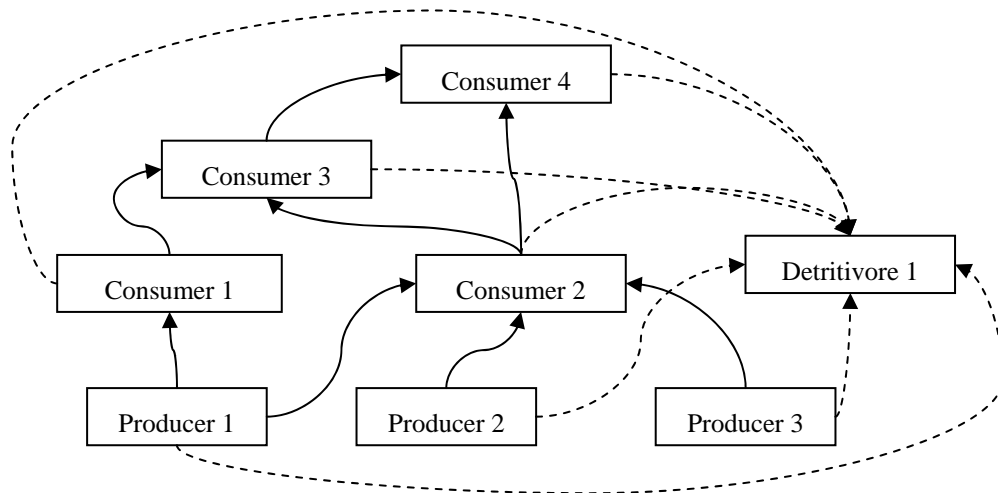 Consumer 4
Consumer 3
Detritivore 1
Consumer 1
Consumer 2
Producer 1
Producer 2
Producer 3